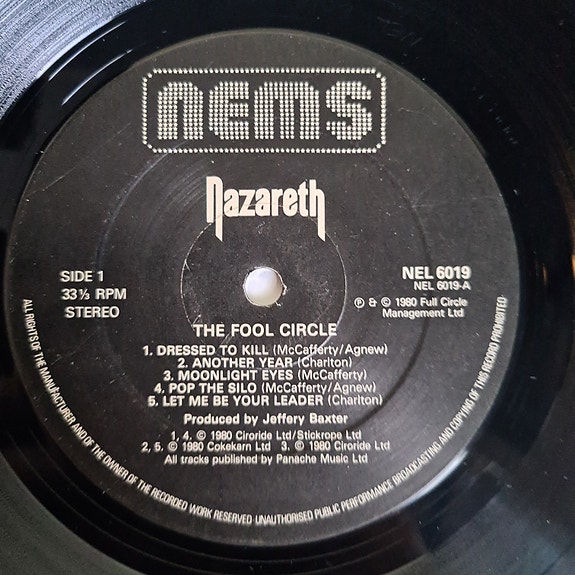 nems
Nazareth
SIDE 1
33⅓ RPM
STEREO
NEL 6019
NEL 6019-A
℗ & © 1980 Full Circle
Management Ltd
THE FOOL CIRCLE
1. DRESSED TO KILL (McCafferty/Agnew)
2. ANOTHER YEAR (Charlton)
3. MOONLIGHT EYES (McCafferty)
4. POP THE SILO (McCafferty/Agnew)
5. LET ME BE YOUR LEADER (Charlton)
Produced by Jeffery Baxter
1, 4. © 1980 Ciroride Ltd/Stickrope Ltd
2, 5. © 1980 Cokekarn Ltd 3. © 1980 Ciroride Ltd
All tracks published by Panache Music Ltd
ALL RIGHTS OF THE MANUFACTURER AND OF THE OWNER OF THE RECORDED WORK RESERVED·UNAUTHORISED PUBLIC PERFORMANCE BROADCASTING AND COPYING OF THIS RECORD PROHIBITED